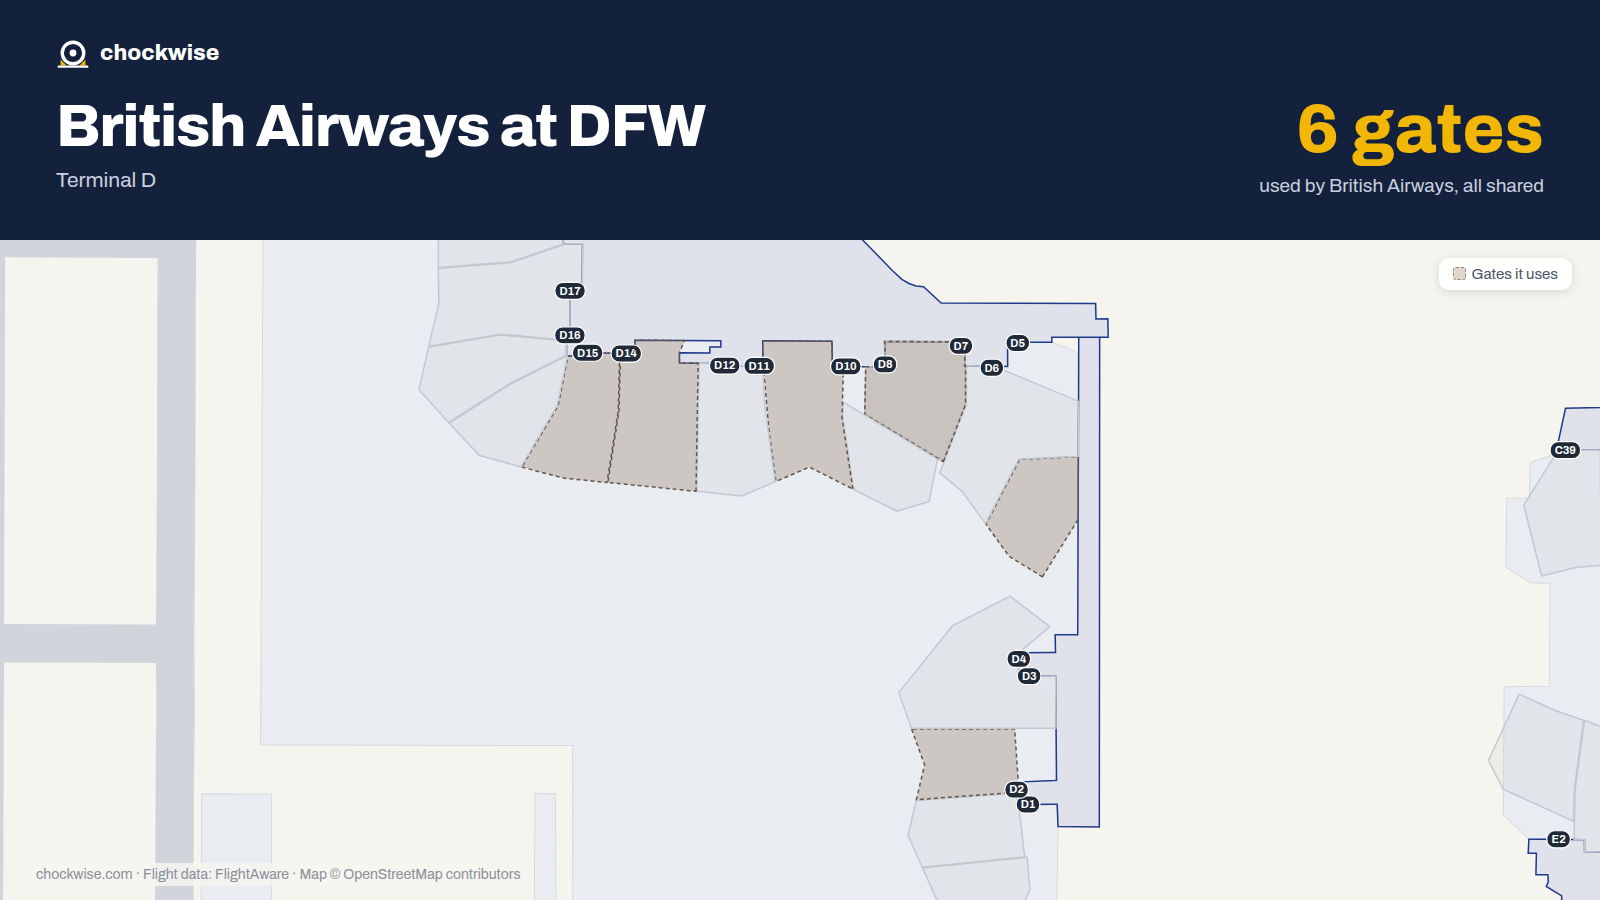 chockwise
British Airways at DFW
Terminal D
6 gates
used by British Airways, all shared
Gates it uses
D17
D16
D15
D14
D12
D11
D10
D8
D7
D6
D5
C39
D4
D3
D2
D1
E2
chockwise.com · Flight data: FlightAware · Map © OpenStreetMap contributors